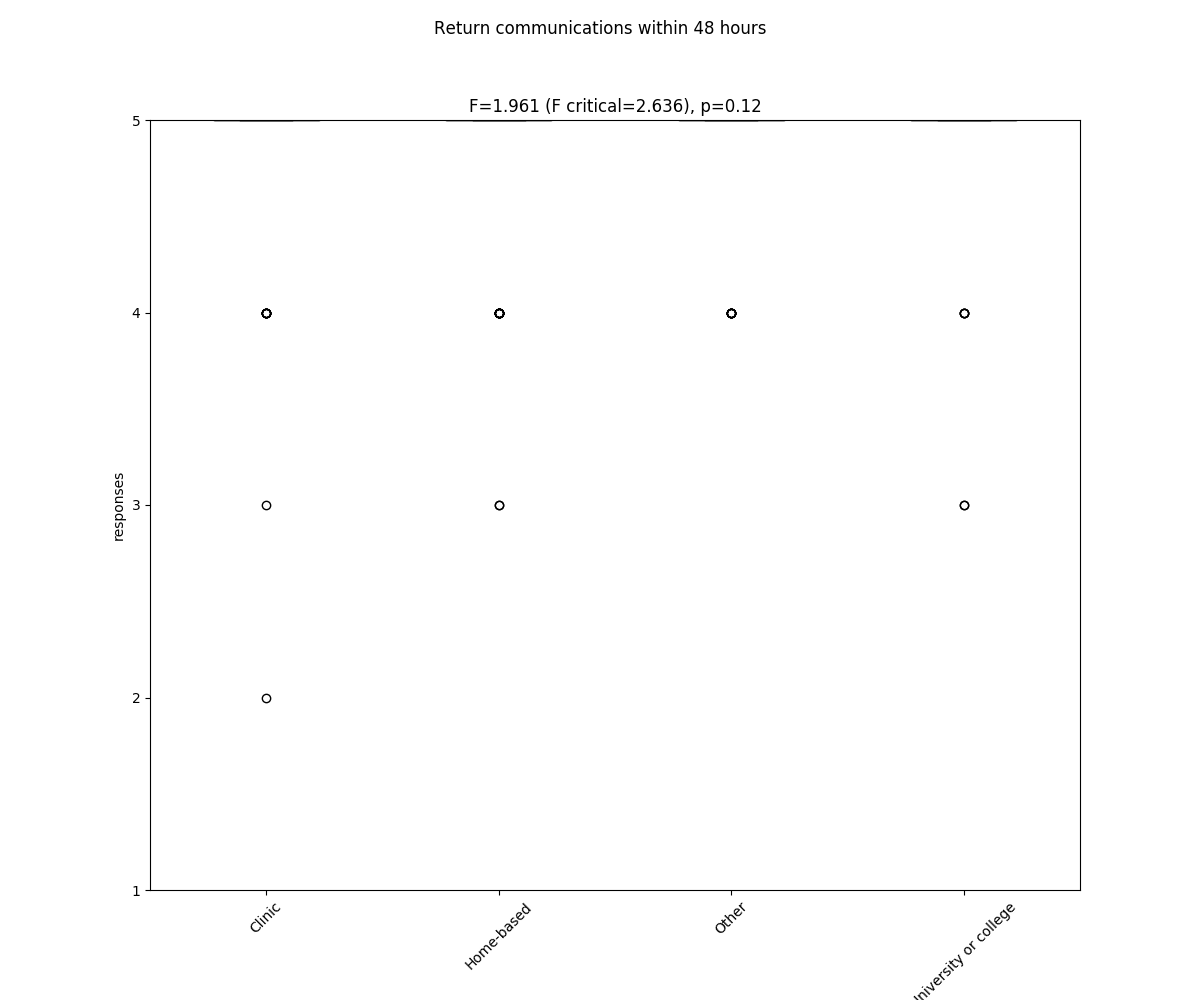 Return communications within 48 hours
F=1.961 (F critical=2.636), p=0.12
5
4
3
2
1
responses
Clinic
Home-based
Other
niversity or college